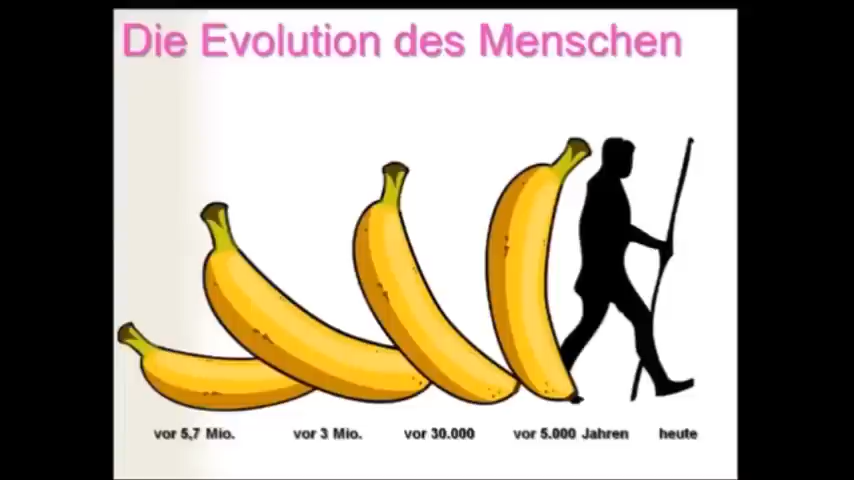 Die Evolution des Menschen
vor 5,7 Mio. vor 3 Mio. vor 30.000 vor 5.000 Jahren heute